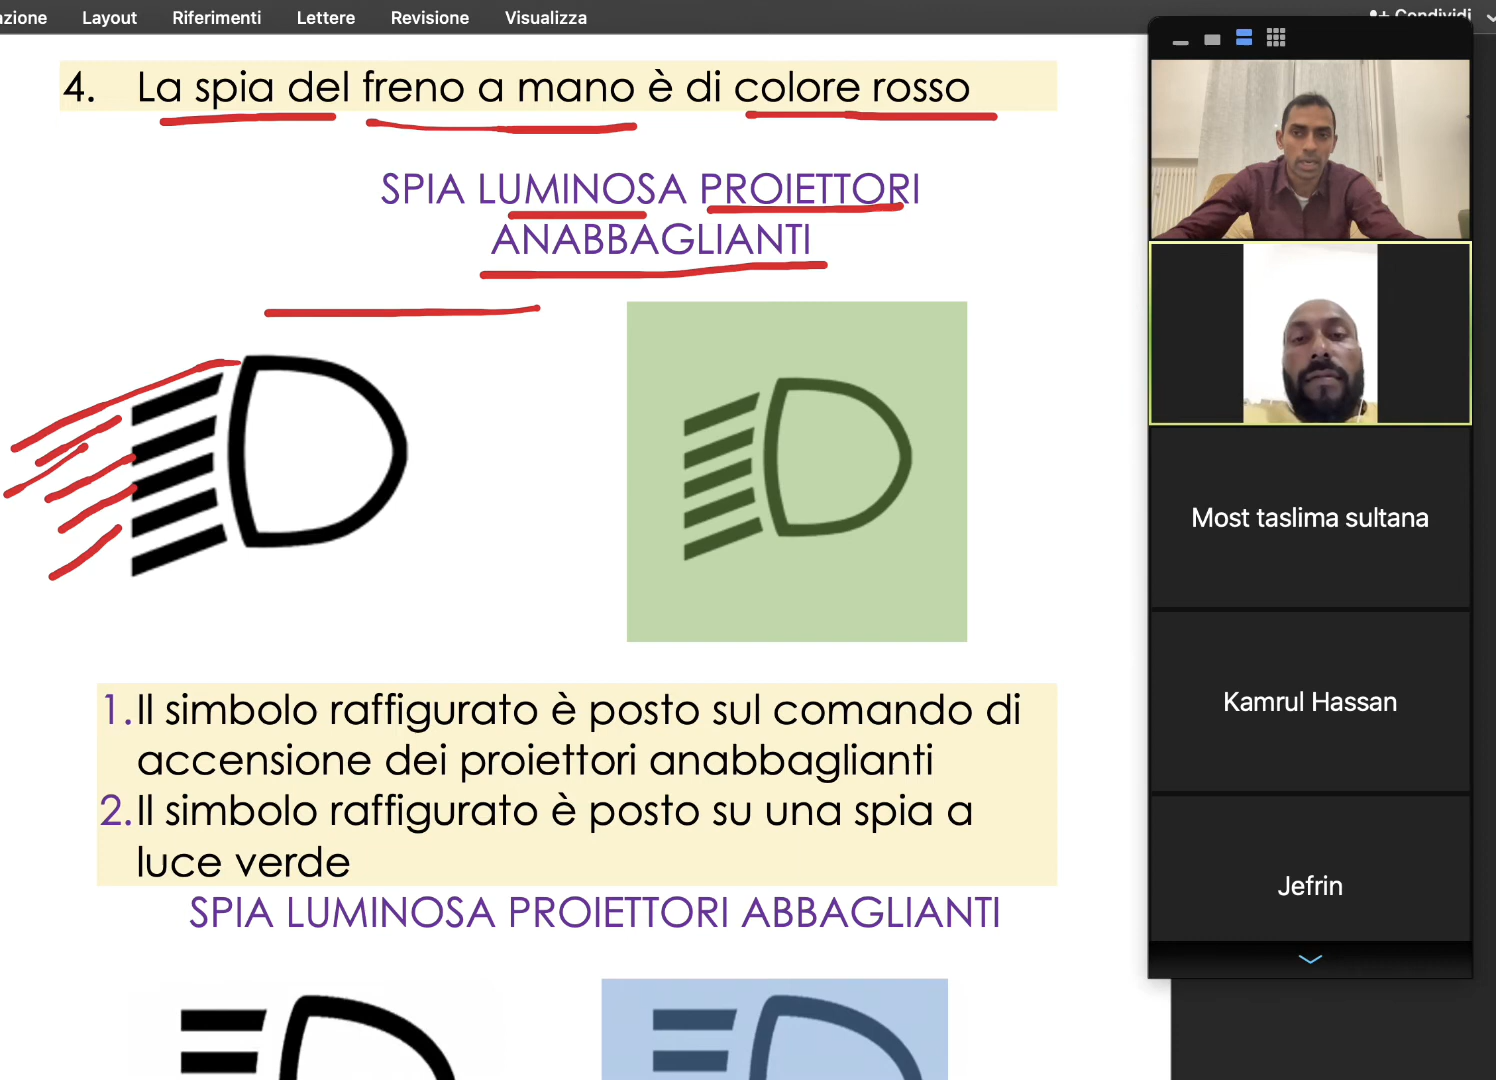 Layout Riferimenti Lettere Revisione Visualizza
4. La spia del freno a mano è di colore rosso
SPIA LUMINOSA PROIETTORI
ANABBAGLIANTI
1. Il simbolo raffigurato è posto sul comando di
accensione dei proiettori anabbaglianti
2. Il simbolo raffigurato è posto su una spia a
luce verde
SPIA LUMINOSA PROIETTORI ABBAGLIANTI
Condividi
Most taslima sultana
Kamrul Hassan
Jefrin